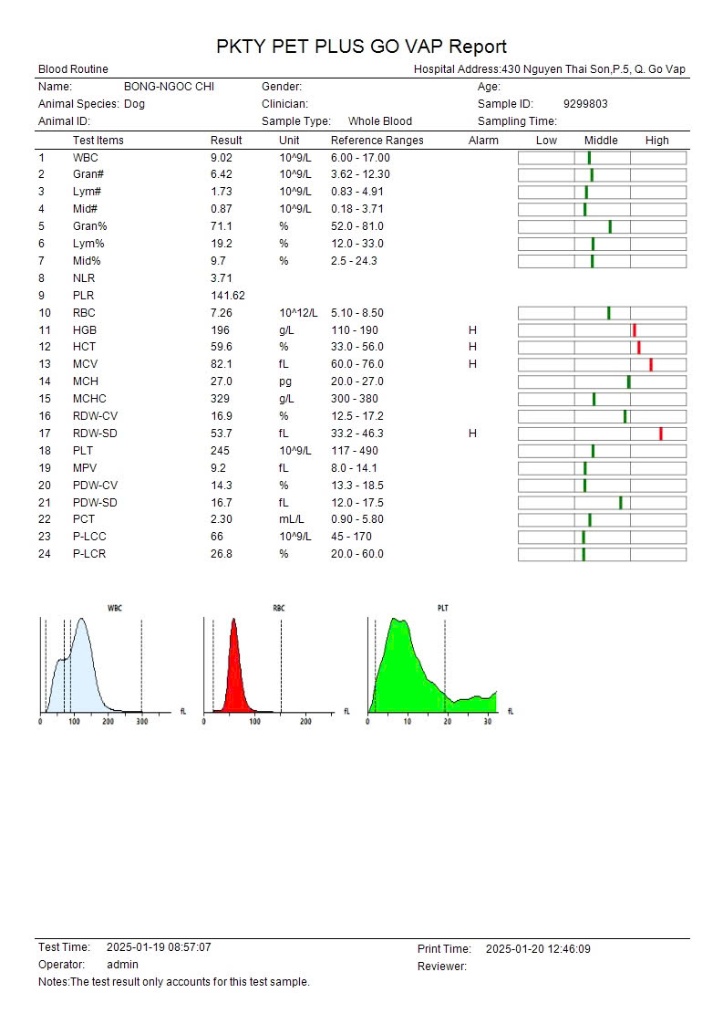 PKTY PET PLUS GO VAP Report
Blood Routine Hospital Address:430 Nguyen Thai Son,P.5, Q. Go Vap
Name: BONG-NGOC CHI Gender: Age:
Animal Species: Dog Clinician: Sample ID: 9299803
Animal ID: Sample Type: Whole Blood Sampling Time:
Test Items Result Unit Reference Ranges Alarm Low Middle High
1 WBC 9.02 10^9/L 6.00 - 17.00
2 Gran# 6.42 10^9/L 3.62 - 12.30
3 Lym# 1.73 10^9/L 0.83 - 4.91
4 Mid# 0.87 10^9/L 0.18 - 3.71
5 Gran% 71.1 % 52.0 - 81.0
6 Lym% 19.2 % 12.0 - 33.0
7 Mid% 9.7 % 2.5 - 24.3
8 NLR 3.71
9 PLR 141.62
10 RBC 7.26 10^12/L 5.10 - 8.50
11 HGB 196 g/L 110 - 190 H
12 HCT 59.6 % 33.0 - 56.0 H
13 MCV 82.1 fL 60.0 - 76.0 H
14 MCH 27.0 pg 20.0 - 27.0
15 MCHC 329 g/L 300 - 380
16 RDW-CV 16.9 % 12.5 - 17.2
17 RDW-SD 53.7 fL 33.2 - 46.3 H
18 PLT 245 10^9/L 117 - 490
19 MPV 9.2 fL 8.0 - 14.1
20 PDW-CV 14.3 % 13.3 - 18.5
21 PDW-SD 16.7 fL 12.0 - 17.5
22 PCT 2.30 mL/L 0.90 - 5.80
23 P-LCC 66 10^9/L 45 - 170
24 P-LCR 26.8 % 20.0 - 60.0
WBC RBC PLT
0 100 200 300 fL 0 100 200 fL 0 10 20 30 fL
Test Time: 2025-01-19 08:57:07 Print Time: 2025-01-20 12:46:09
Operator: admin Reviewer:
Notes:The test result only accounts for this test sample.